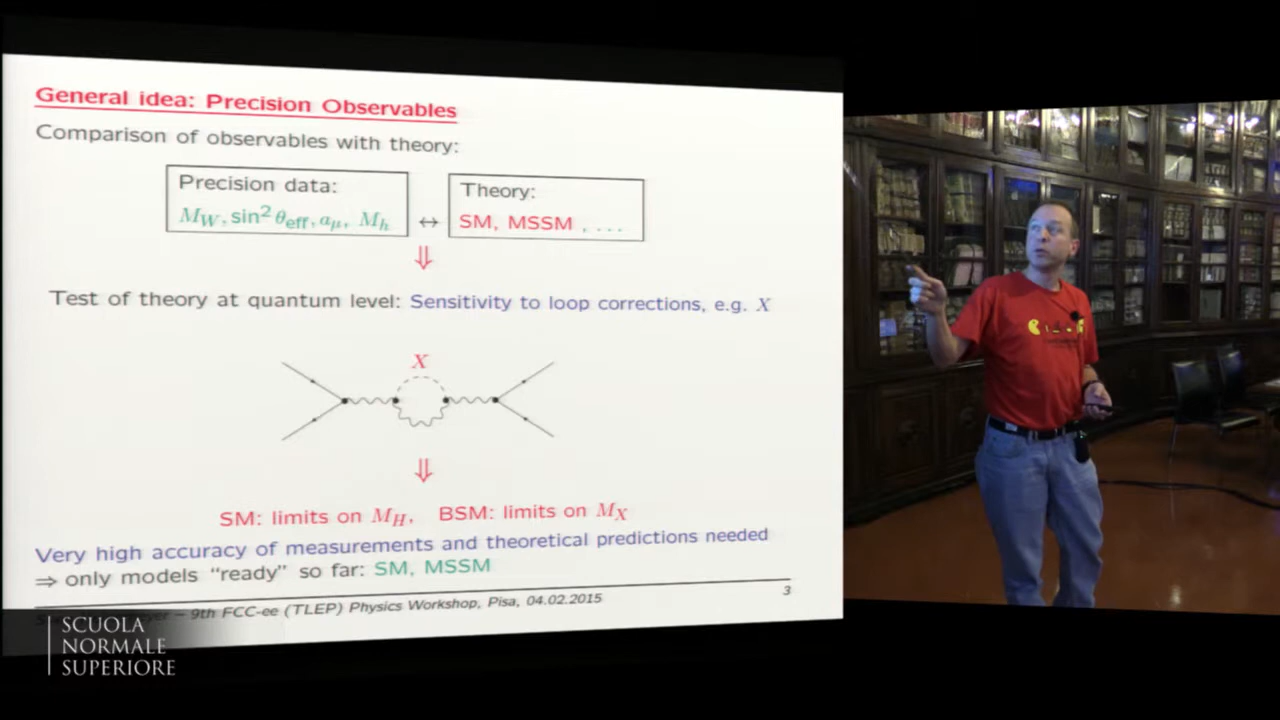 General idea: Precision Observables
Comparison of observables with theory:
Precision data:
M_W, sin² θ_eff, a_μ, M_h
↔
Theory:
SM, MSSM , ...
⇓
Test of theory at quantum level: Sensitivity to loop corrections, e.g. X
X
⇓
SM: limits on M_H, BSM: limits on M_X
Very high accuracy of measurements and theoretical predictions needed
⇒ only models “ready” so far: SM, MSSM
– 9th FCC-ee (TLEP) Physics Workshop, Pisa, 04.02.2015
3
SCUOLA
NORMALE
SUPERIORE